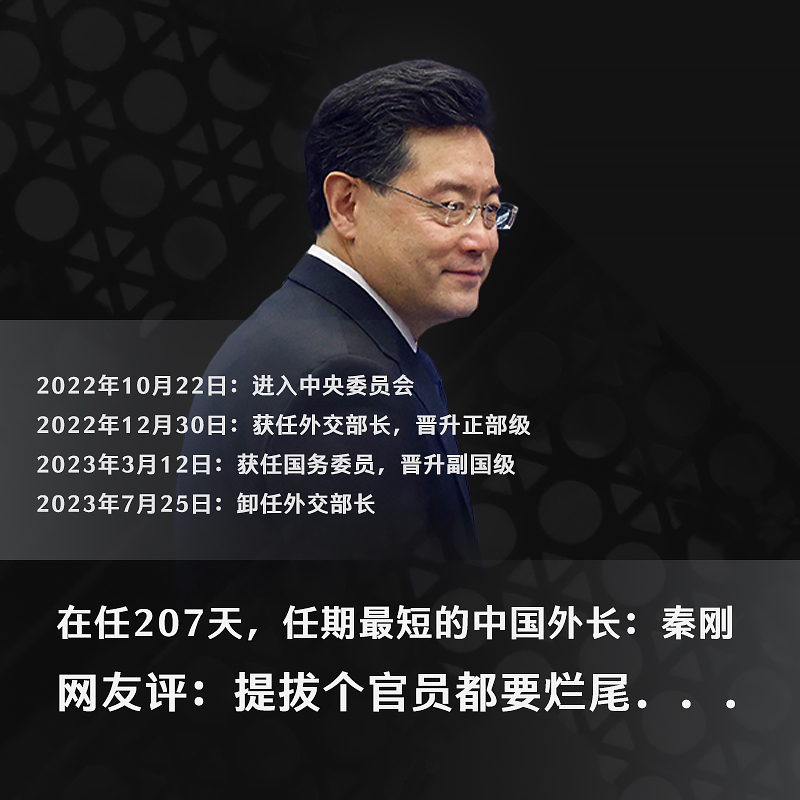 2022年10月22日：进入中央委员会
2022年12月30日：获任外交部长，晋升正部级
2023年3月12日：获任国务委员，晋升副国级
2023年7月25日：卸任外交部长
在任207天，任期最短的中国外长：秦刚
网友评：提拔个官员都要烂尾．．．